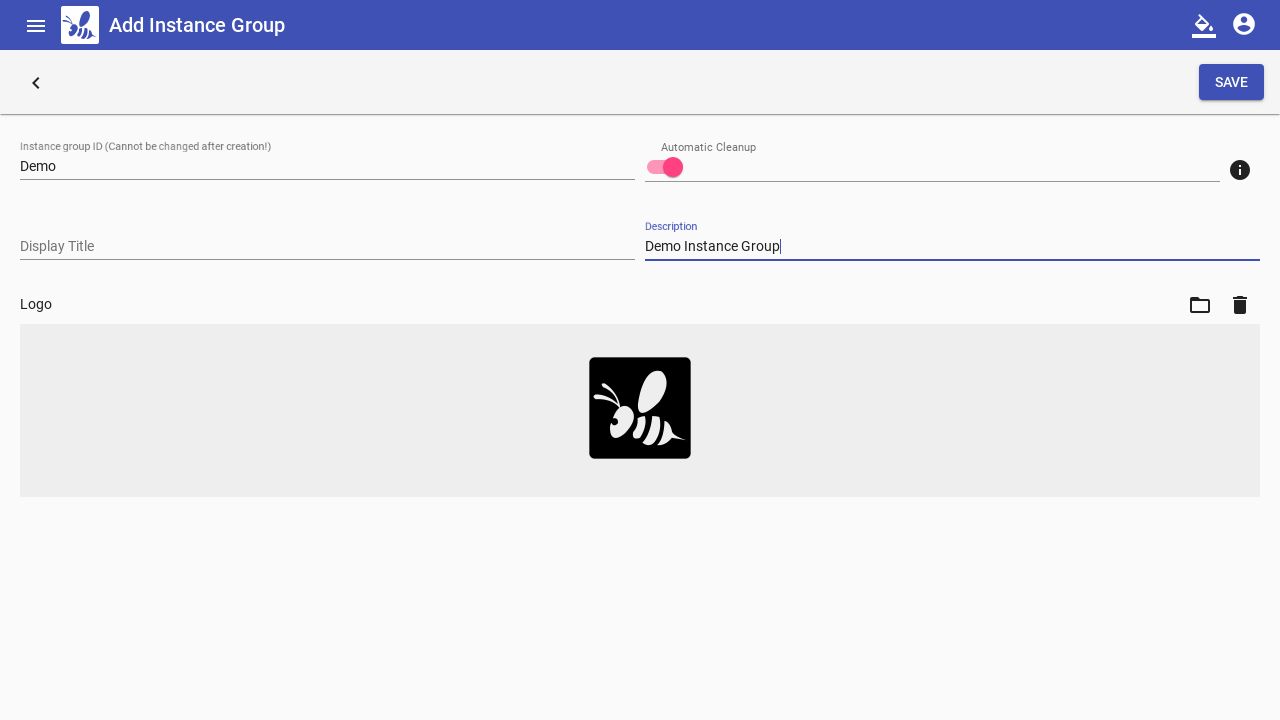 Add Instance Group
SAVE
Instance group ID (Cannot be changed after creation!)
Demo
Automatic Cleanup
Display Title
Description
Demo Instance Group
Logo